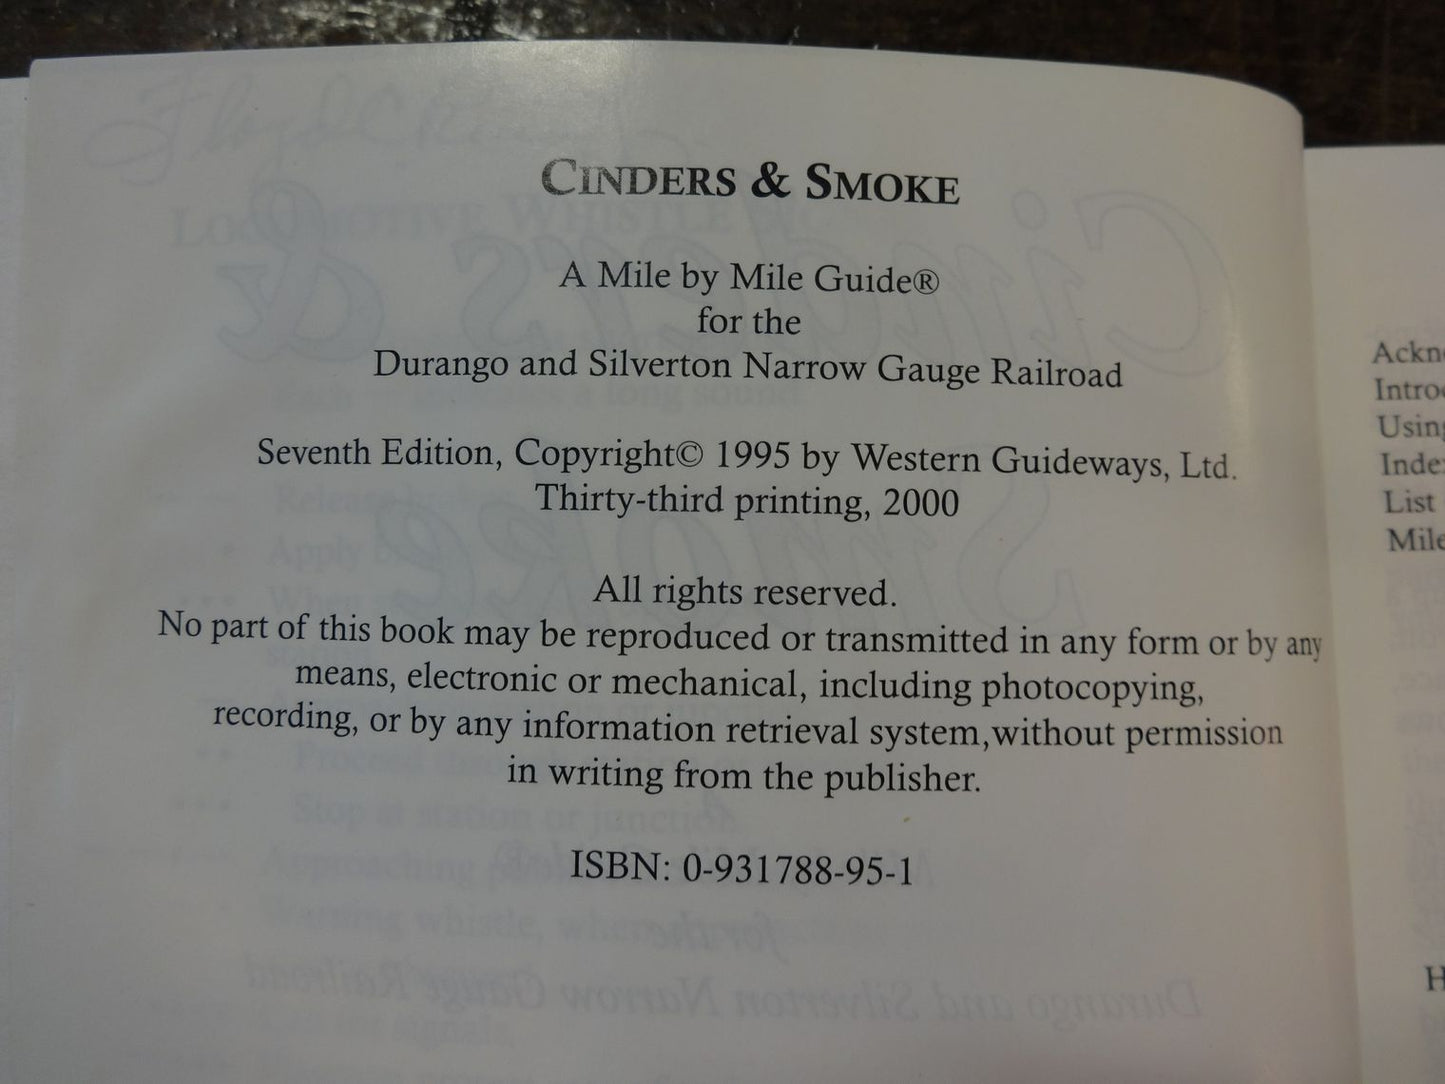 CINDERS & SMOKE
A Mile by Mile Guide®
for the
Durango and Silverton Narrow Gauge Railroad
Seventh Edition, Copyright© 1995 by Western Guideways, Ltd.
Thirty-third printing, 2000
All rights reserved.
No part of this book may be reproduced or transmitted in any form or by any
means, electronic or mechanical, including photocopying,
recording, or by any information retrieval system,without permission
in writing from the publisher.
ISBN: 0-931788-95-1
List